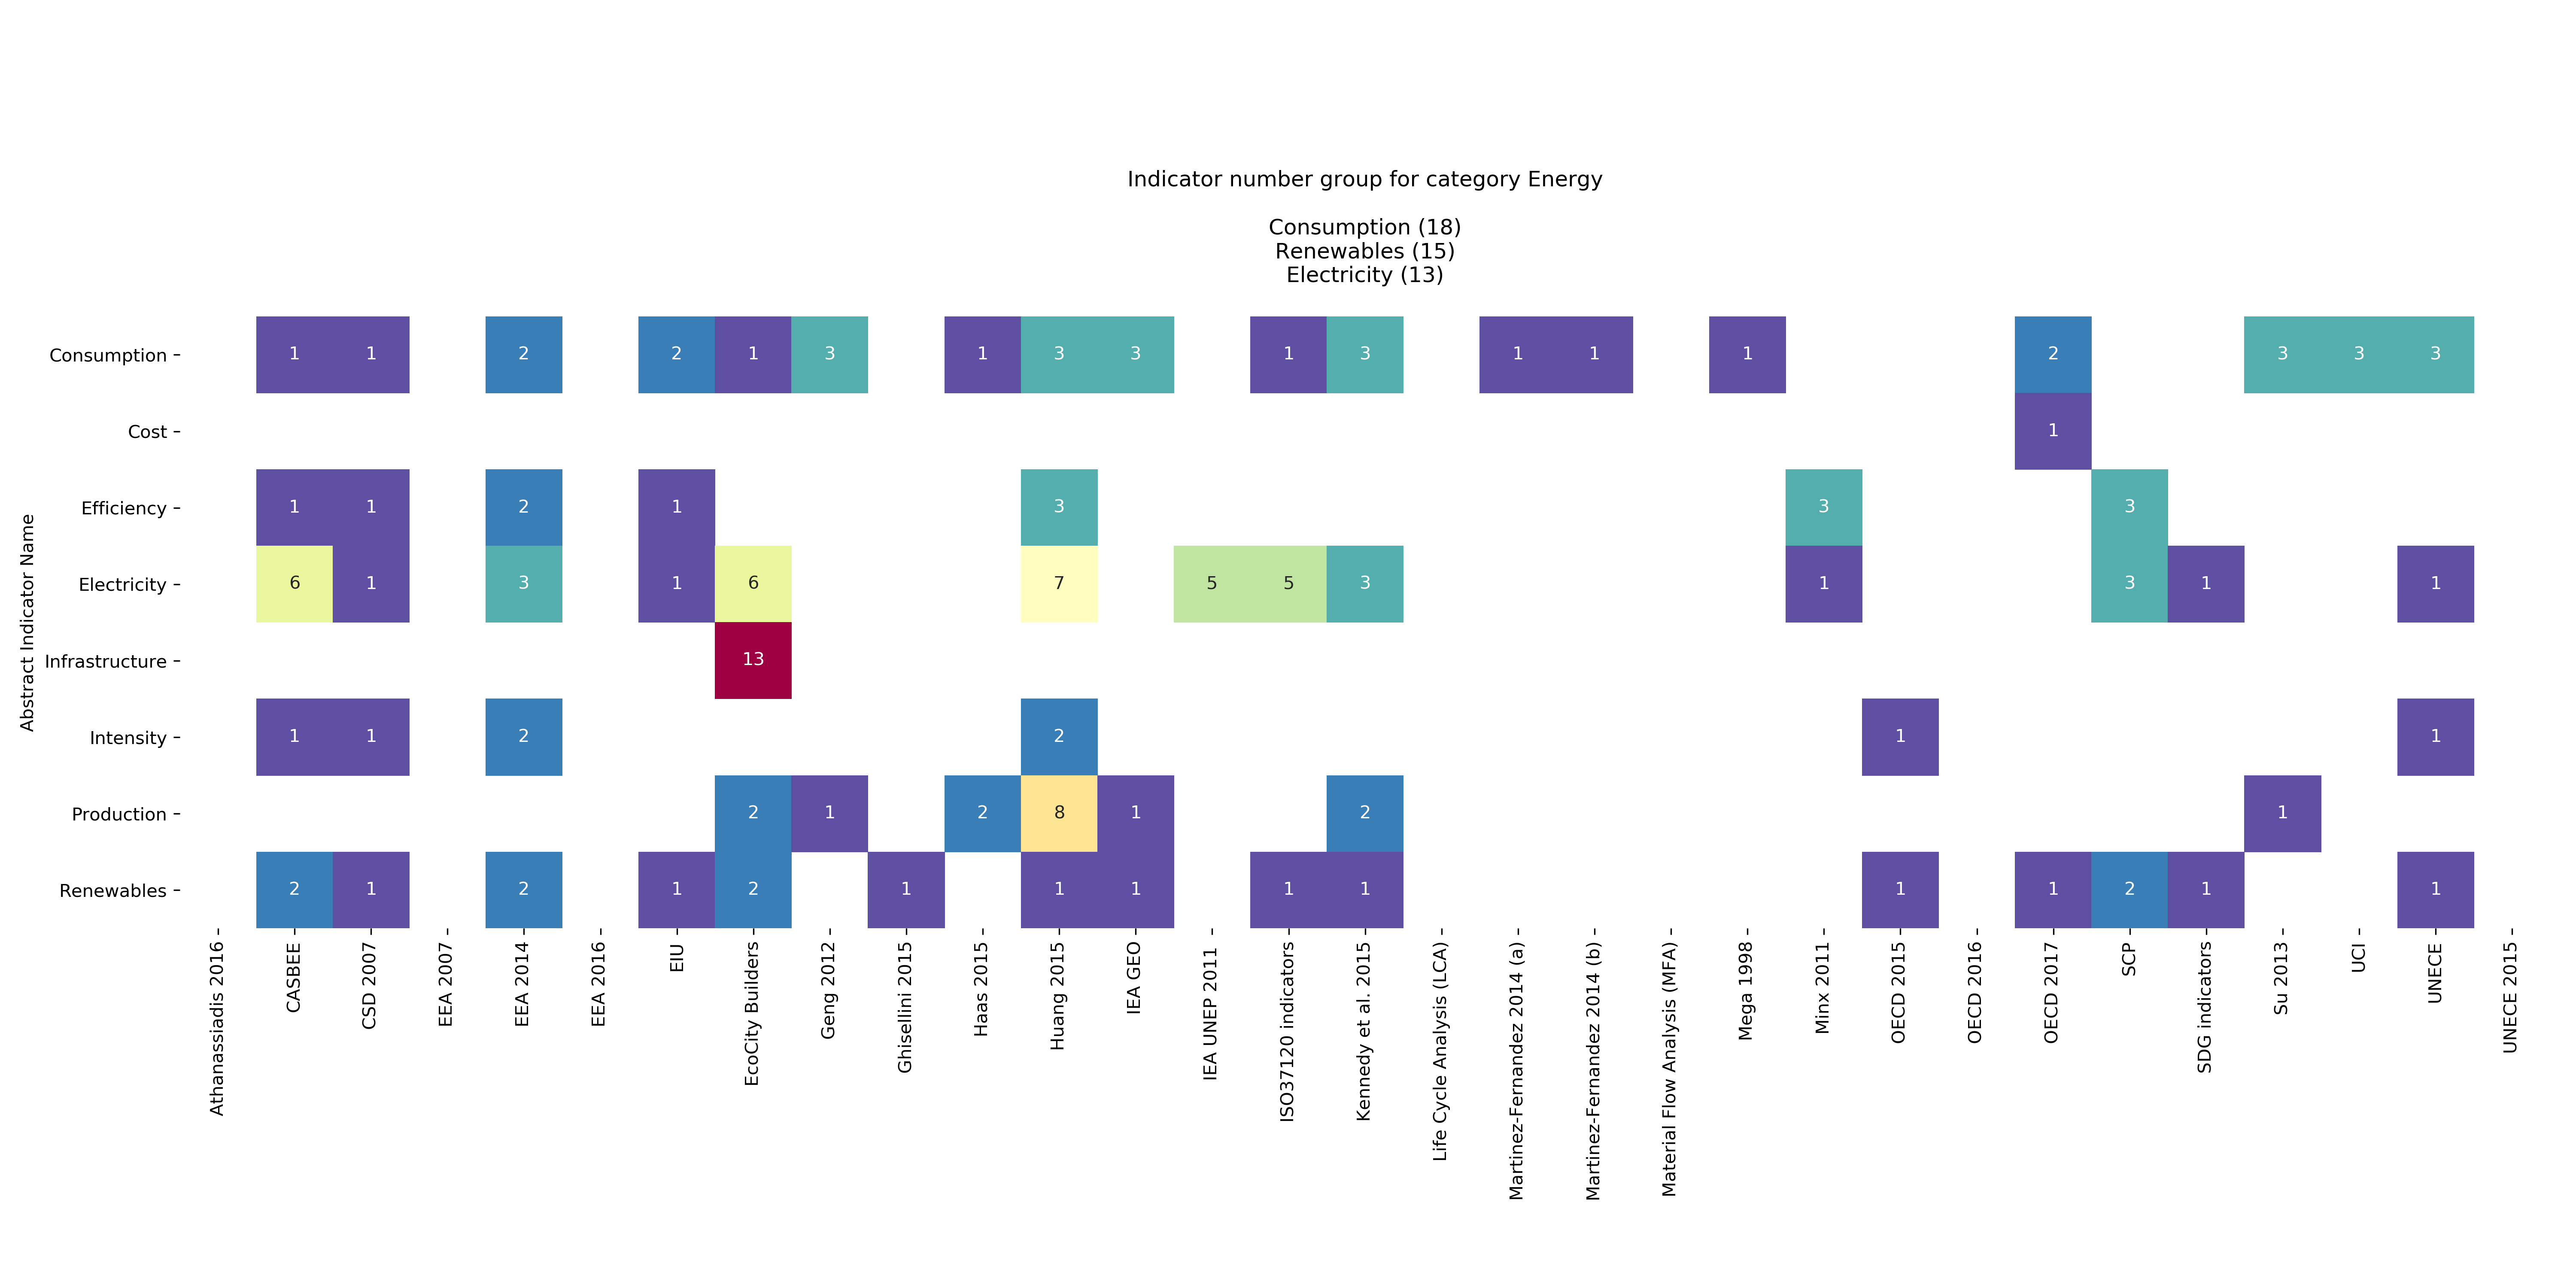 Indicator number group for category Energy
Consumption (18)
Renewables (15)
Electricity (13)
Abstract Indicator Name
Consumption 1 1 2 2 1 3 1 3 3 1 3 1 1 1 2 3 3 3
Cost 1
Efficiency 1 1 2 1 3 3 3
Electricity 6 1 3 1 6 7 5 5 3 1 3 1 1
Infrastructure 13
Intensity 1 1 2 2 1 1
Production 2 1 2 8 1 2 1
Renewables 2 1 2 1 2 1 1 1 1 1 1 1 2 1 1
Athanassiadis 2016
CASBEE
CSD 2007
EEA 2007
EEA 2014
EEA 2016
EIU
EcoCity Builders
Geng 2012
Ghisellini 2015
Haas 2015
Huang 2015
IEA GEO
IEA UNEP 2011
ISO37120 indicators
Kennedy et al. 2015
Life Cycle Analysis (LCA)
Martinez-Fernandez 2014 (a)
Martinez-Fernandez 2014 (b)
Material Flow Analysis (MFA)
Mega 1998
Minx 2011
OECD 2015
OECD 2016
OECD 2017
SCP
SDG indicators
Su 2013
UCI
UNECE
UNECE 2015